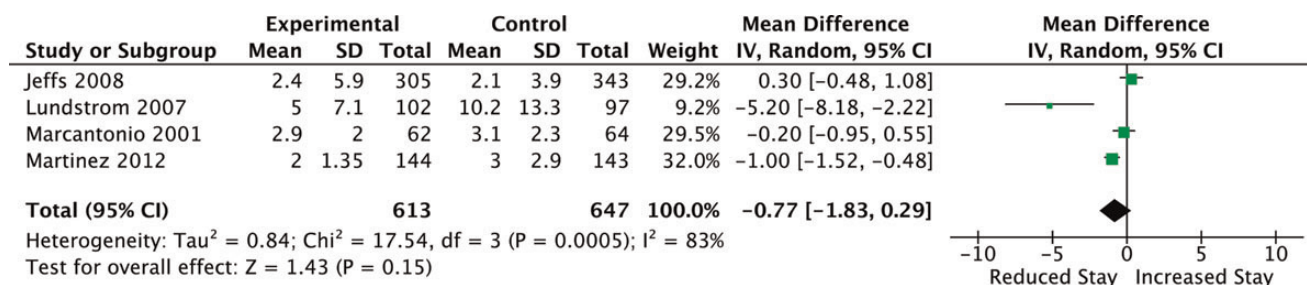 Experimental Control Mean Difference Mean Difference
Study or Subgroup Mean SD Total Mean SD Total Weight IV, Random, 95% CI IV, Random, 95% CI
Jeffs 2008 2.4 5.9 305 2.1 3.9 343 29.2% 0.30 [-0.48, 1.08]
Lundstrom 2007 5 7.1 102 10.2 13.3 97 9.2% -5.20 [-8.18, -2.22]
Marcantonio 2001 2.9 2 62 3.1 2.3 64 29.5% -0.20 [-0.95, 0.55]
Martinez 2012 2 1.35 144 3 2.9 143 32.0% -1.00 [-1.52, -0.48]
Total (95% CI) 613 647 100.0% -0.77 [-1.83, 0.29]
Heterogeneity: Tau² = 0.84; Chi² = 17.54, df = 3 (P = 0.0005); I² = 83%
Test for overall effect: Z = 1.43 (P = 0.15)
-10 -5 0 5 10
Reduced Stay Increased Stay